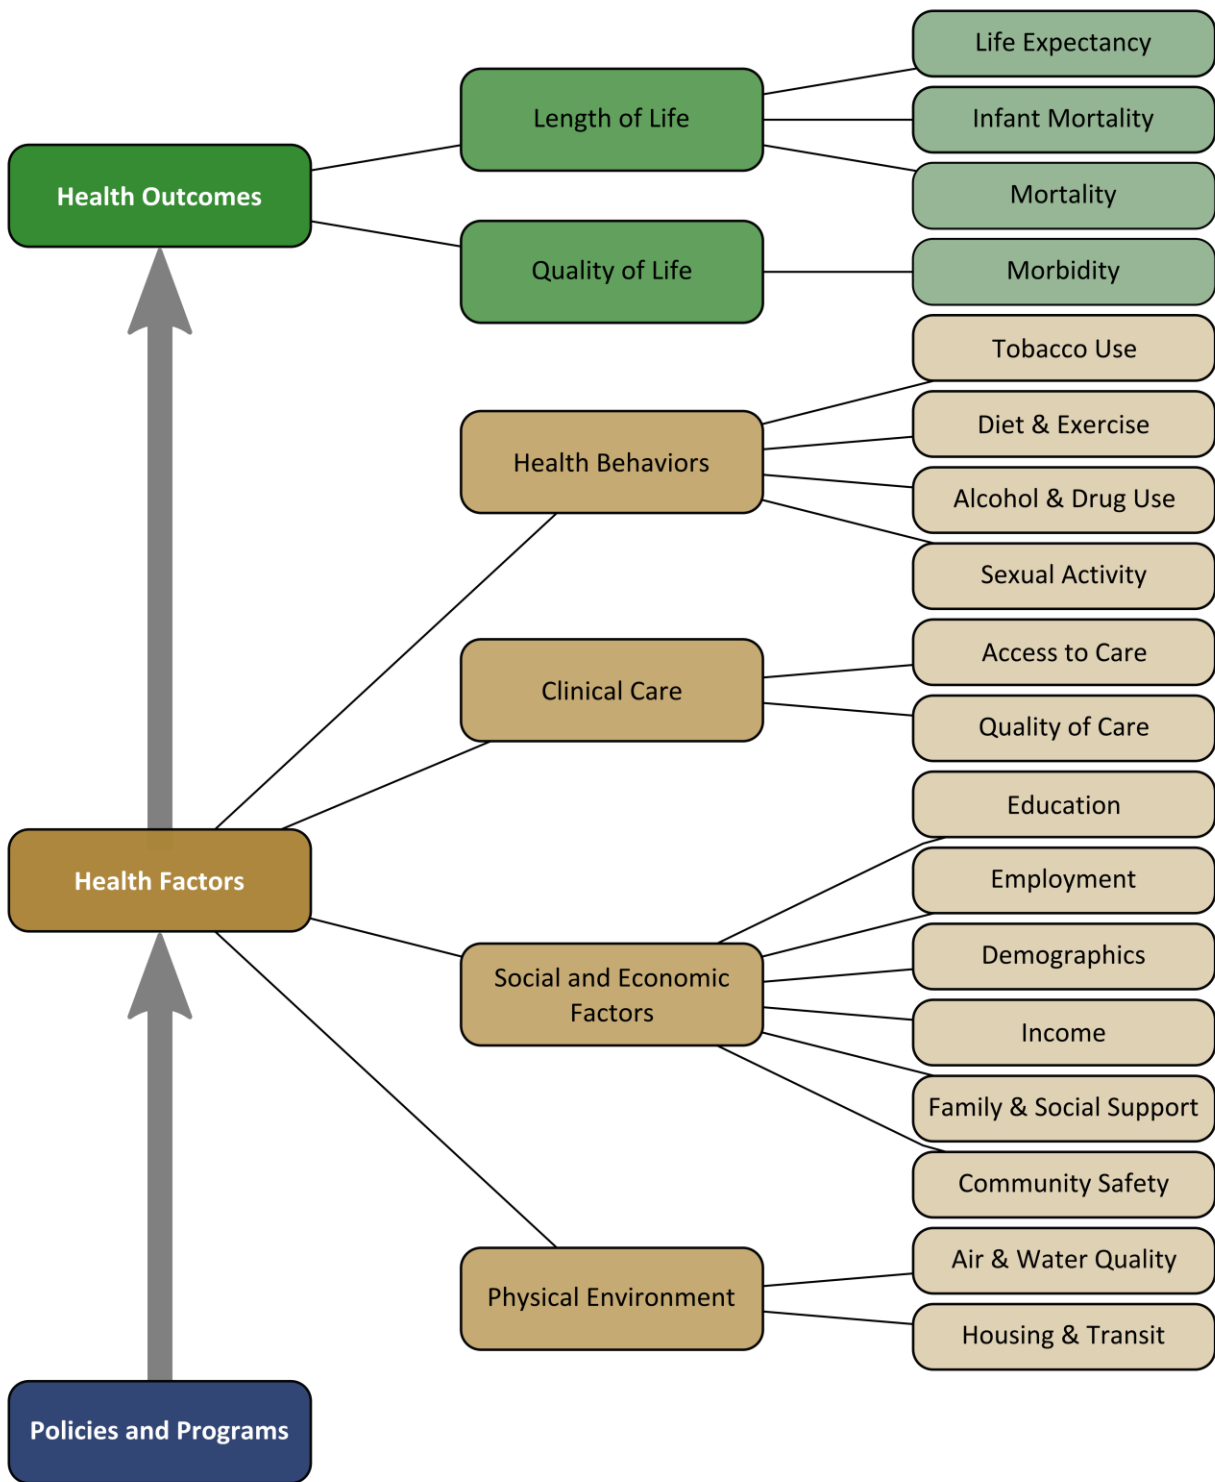 Health Outcomes
Length of Life
Life Expectancy
Infant Mortality
Mortality
Quality of Life
Morbidity
Health Factors
Health Behaviors
Tobacco Use
Diet & Exercise
Alcohol & Drug Use
Sexual Activity
Clinical Care
Access to Care
Quality of Care
Social and Economic
Factors
Education
Employment
Demographics
Income
Family & Social Support
Community Safety
Physical Environment
Air & Water Quality
Housing & Transit
Policies and Programs